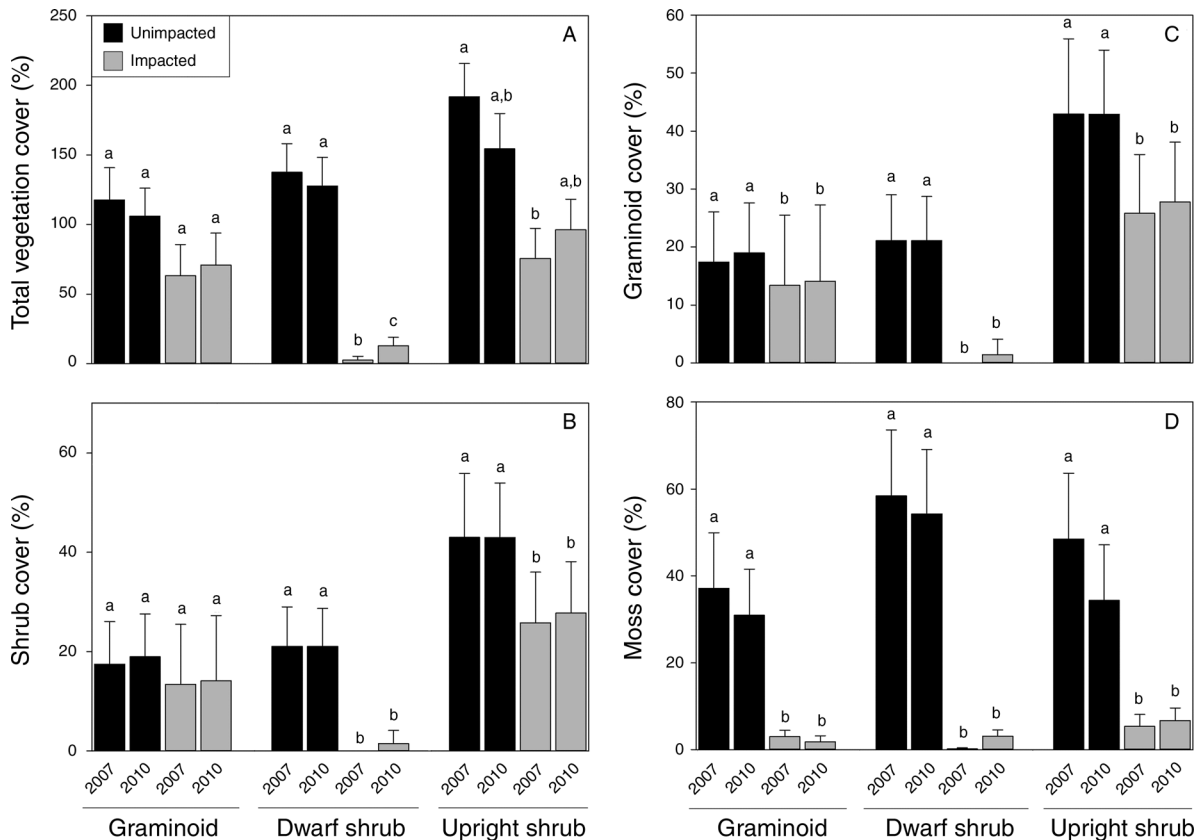 Unimpacted
Impacted
A
Total vegetation cover (%)
250
200
150
100
50
0
a a a a
a a b c
a a,b b a,b
C
Graminoid cover (%)
60
50
40
30
20
10
0
a a b b
a a b b
a a b b
B
Shrub cover (%)
60
40
20
0
a a a a
a a b b
a a b b
2007 2010 2007 2010
2007 2010 2007 2010
2007 2010 2007 2010
Graminoid Dwarf shrub Upright shrub
D
Moss cover (%)
80
60
40
20
0
a a b b
a a b b
a a b b
2007 2010 2007 2010
2007 2010 2007 2010
2007 2010 2007 2010
Graminoid Dwarf shrub Upright shrub